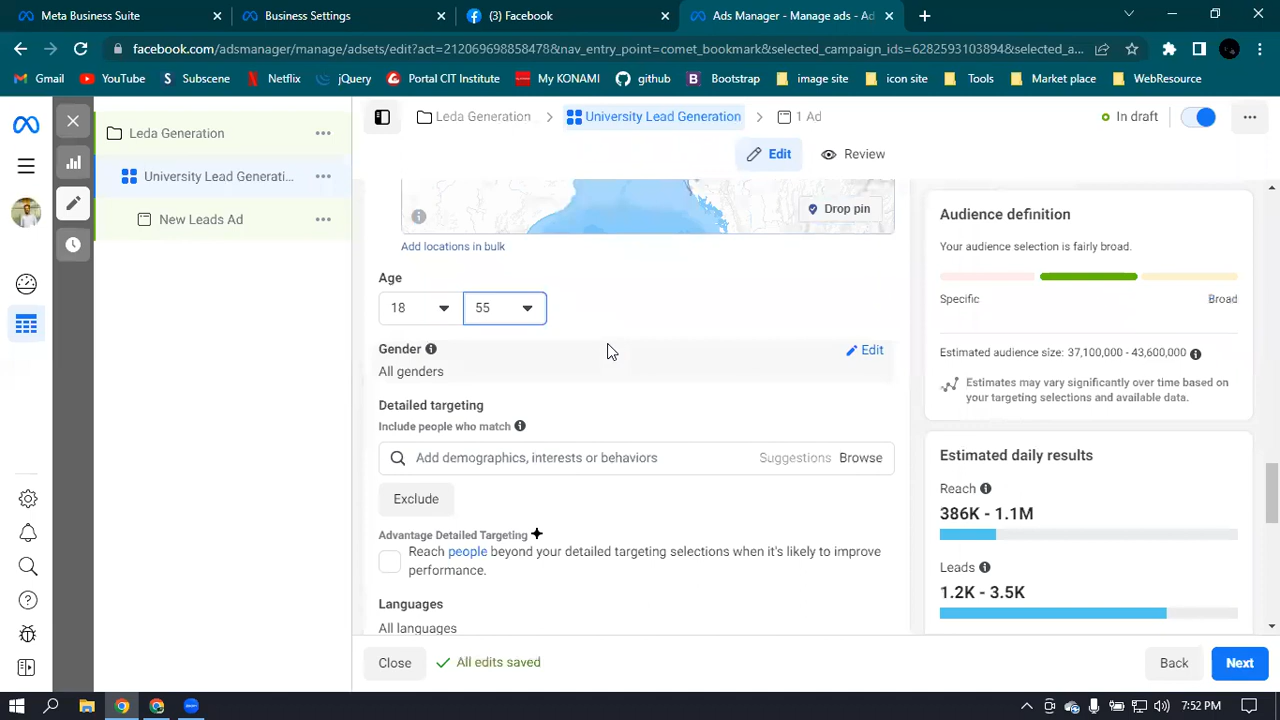 Meta Business Suite
Business Settings
(3) Facebook
Ads Manager - Manage ads - Ad
facebook.com/adsmanager/manage/adsets/edit?act=212069698858478&nav_entry_point=comet_bookmark&selected_campaign_ids=6282593103894&selected_a...
Gmail
YouTube
Subscene
Netflix
jQuery
Portal CIT Institute
My KONAMI
github
Bootstrap
image site
icon site
Tools
Market place
WebResource
Leda Generation
University Lead Generati...
New Leads Ad
Leda Generation
University Lead Generation
1 Ad
In draft
Edit
Review
Drop pin
Add locations in bulk
Age
18
55
Gender
Edit
All genders
Detailed targeting
Include people who match
Add demographics, interests or behaviors
Suggestions
Browse
Exclude
Advantage Detailed Targeting
Reach people beyond your detailed targeting selections when it's likely to improve
performance.
Languages
All languages
Audience definition
Your audience selection is fairly broad.
Specific
Broad
Estimated audience size: 37,100,000 - 43,600,000
Estimates may vary significantly over time based on
your targeting selections and available data.
Estimated daily results
Reach
386K - 1.1M
Leads
1.2K - 3.5K
Close
All edits saved
Back
Next
7:52 PM